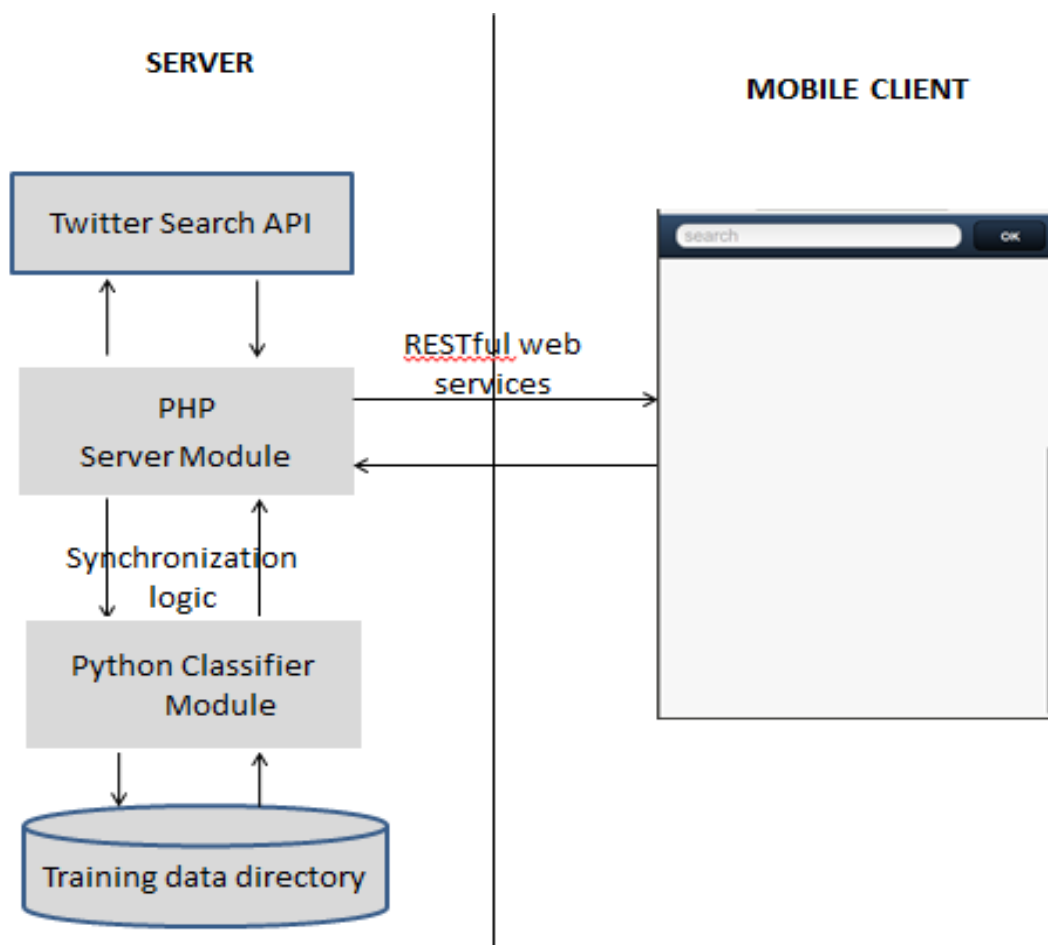 SERVER
MOBILE CLIENT
Twitter Search API
search
OK
RESTful web
services
PHP
Server Module
Synchronization
logic
Python Classifier
Module
Training data directory